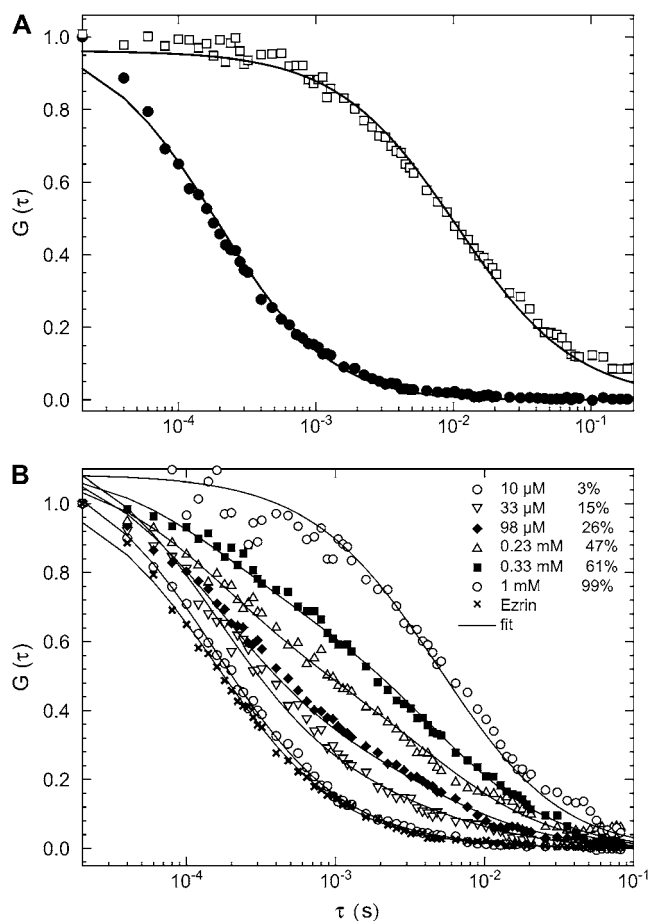 A
1.0
0.8
0.6
0.4
0.2
0.0
G (τ)
10⁻⁴ 10⁻³ 10⁻² 10⁻¹
B
1.0
0.8
0.6
0.4
0.2
0.0
G (τ)
10 µM 3%
33 µM 15%
98 µM 26%
0.23 mM 47%
0.33 mM 61%
1 mM 99%
Ezrin
fit
10⁻⁴ 10⁻³ 10⁻² 10⁻¹
τ (s)